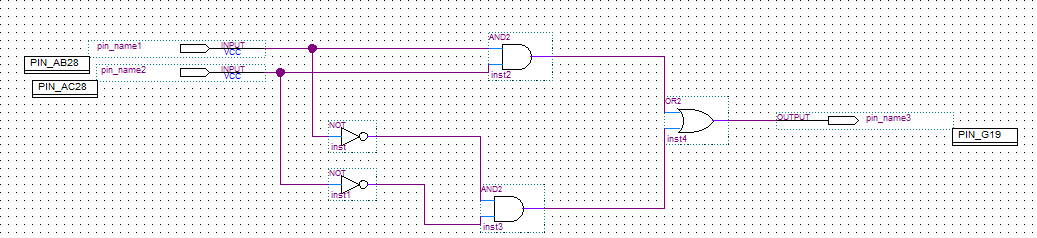 pin_name1
INPUT
VCC
PIN_AB28
pin_name2
INPUT
VCC
PIN_AC28
AND2
inst2
OR2
inst4
OUTPUT
pin_name3
PIN_G19
NOT
inst
NOT
inst1
AND2
inst3